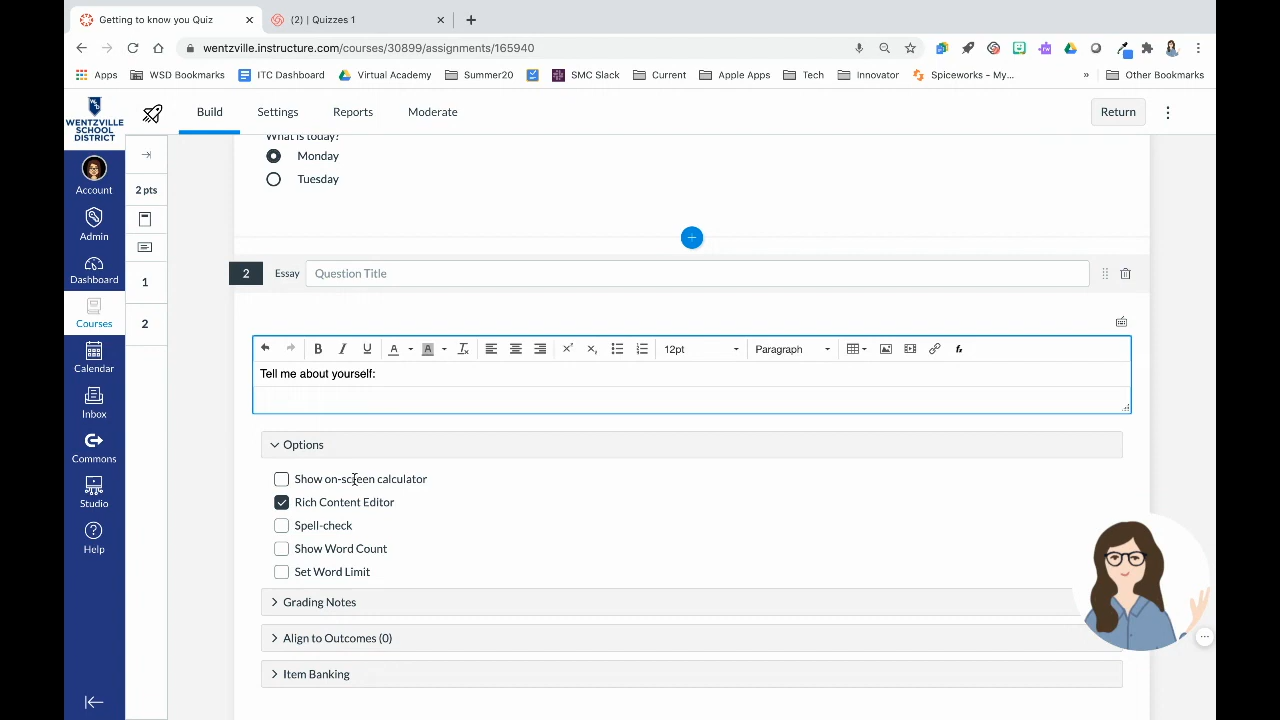 Getting to know you Quiz
(2) | Quizzes 1
wentzville.instructure.com/courses/30899/assignments/165940
Apps WSD Bookmarks ITC Dashboard Virtual Academy Summer20 SMC Slack Current Apple Apps Tech Innovator Spiceworks - My... » Other Bookmarks
WENTZVILLE
SCHOOL
DISTRICT
Build Settings Reports Moderate Return
What is today?
Monday
Tuesday
Account
Admin
Dashboard
Courses
Calendar
Inbox
Commons
Studio
Help
2 pts
1
2
2 Essay Question Title
B I U A A 12pt Paragraph
Tell me about yourself:
Options
Show on-screen calculator
Rich Content Editor
Spell-check
Show Word Count
Set Word Limit
Grading Notes
Align to Outcomes (0)
Item Banking